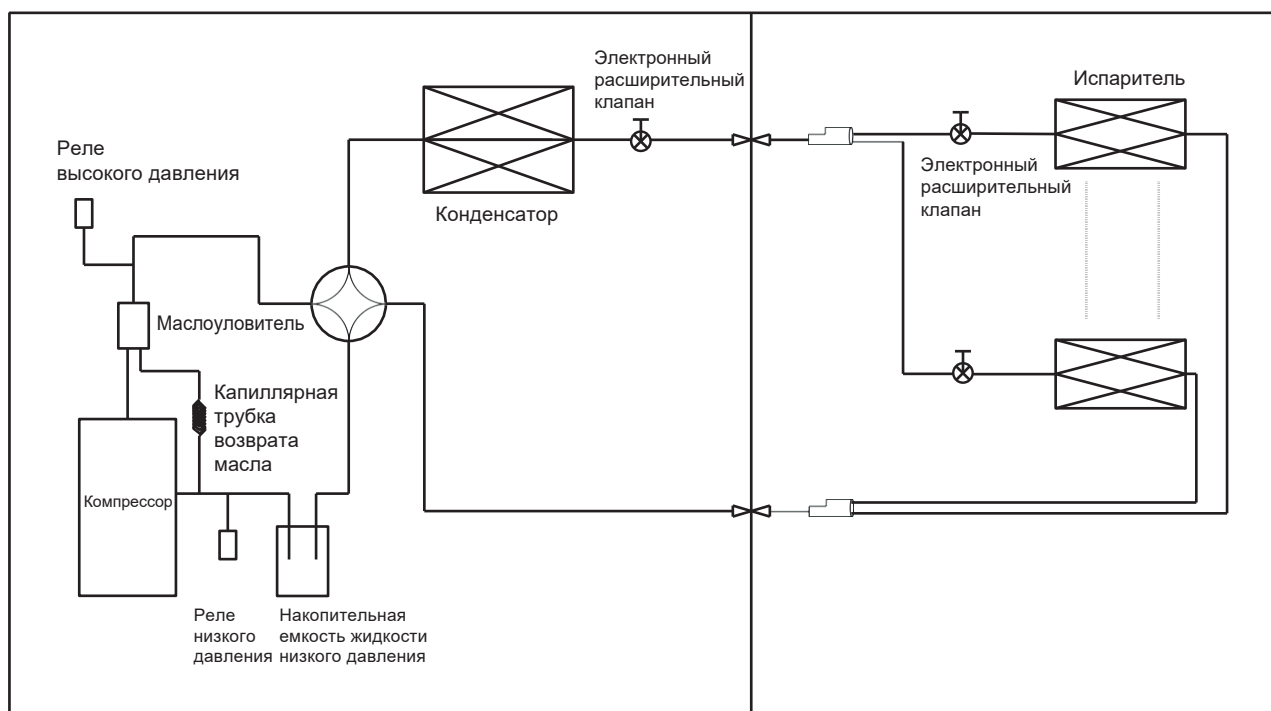 Электронный
расширительный
клапан
Испаритель
Реле
высокого давления
Электронный
расширительный
клапан
Конденсатор
Маслоуловитель
Капиллярная
трубка
возврата
масла
Компрессор
Реле
низкого
давления
Накопительная
емкость жидкости
низкого давления